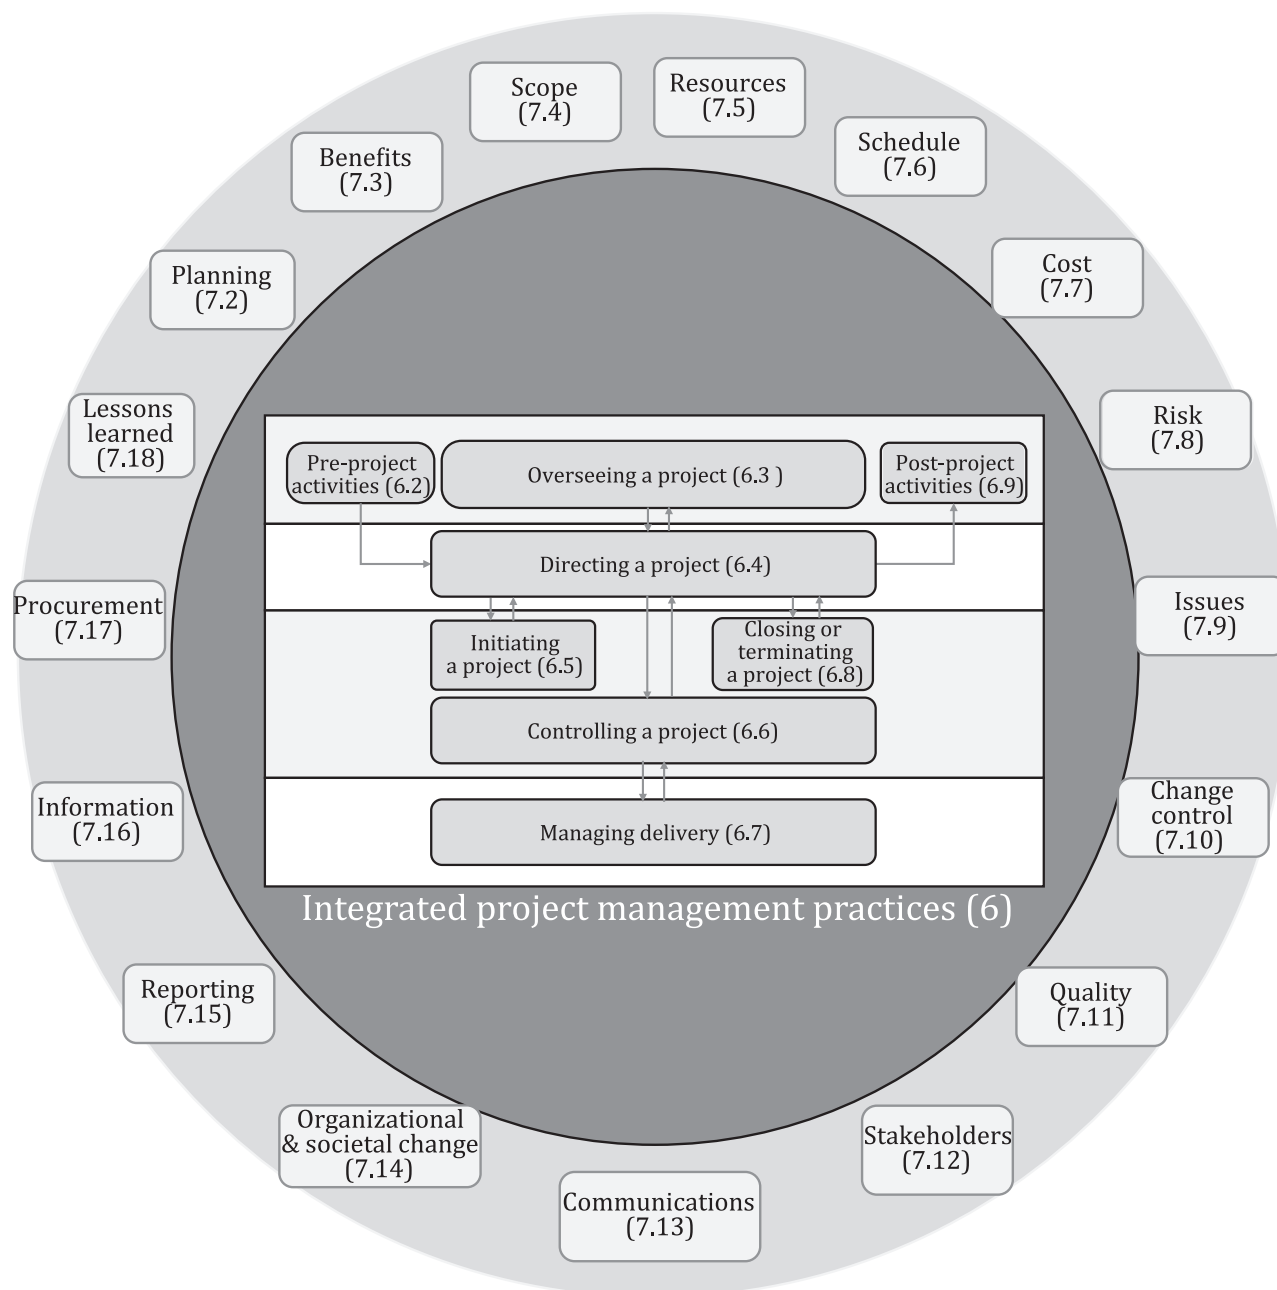 Scope
(7.4)
Resources
(7.5)
Benefits
(7.3)
Schedule
(7.6)
Planning
(7.2)
Cost
(7.7)
Lessons
learned
(7.18)
Risk
(7.8)
Pre-project
activities (6.2)
Overseeing a project (6.3 )
Post-project
activities (6.9)
Directing a project (6.4)
Procurement
(7.17)
Issues
(7.9)
Initiating
a project (6.5)
Closing or
terminating
a project (6.8)
Controlling a project (6.6)
Information
(7.16)
Change
control
(7.10)
Managing delivery (6.7)
Integrated project management practices (6)
Reporting
(7.15)
Quality
(7.11)
Organizational
& societal change
(7.14)
Stakeholders
(7.12)
Communications
(7.13)